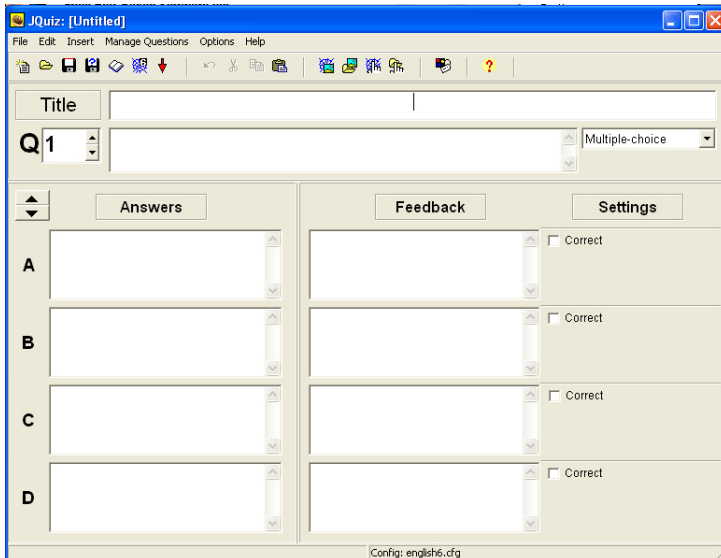 JQuiz: [Untitled]
File Edit Insert Manage Questions Options Help
?
Title
Q 1 Multiple-choice
Answers Feedback Settings
A Correct
B Correct
C Correct
D Correct
Config: english6.cfg